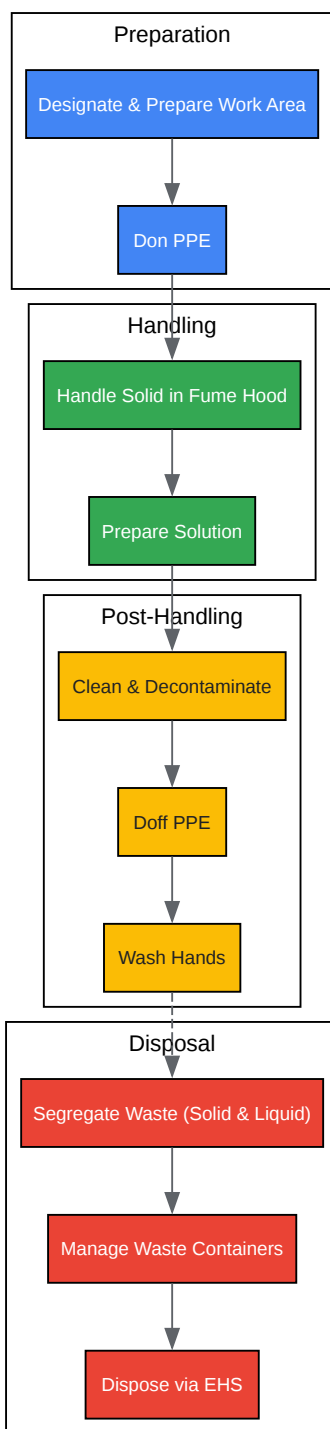 Preparation
Designate & Prepare Work Area
Don PPE
Handling
Handle Solid in Fume Hood
Prepare Solution
Post-Handling
Clean & Decontaminate
Doff PPE
Wash Hands
Disposal
Segregate Waste (Solid & Liquid)
Manage Waste Containers
Dispose via EHS